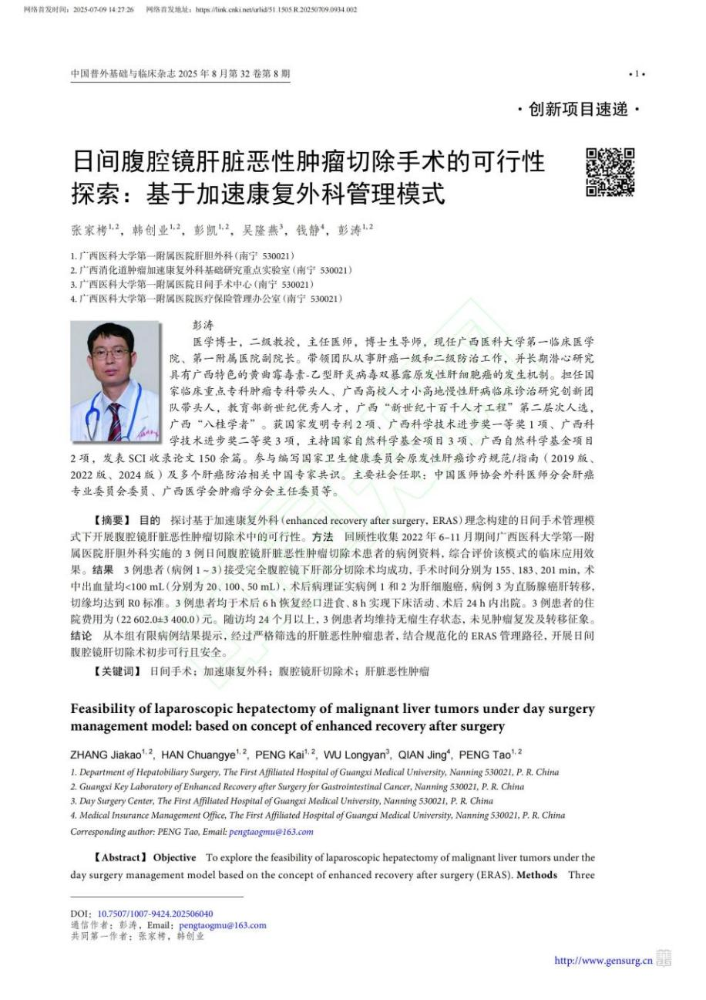 网络首发时间：2025-07-09 14:27:26 网络首发地址：https://link.cnki.net/urlid/51.1505.R.20250709.0934.002
中国普外基础与临床杂志 2025 年 8 月第 32 卷第 8 期 • 1 •
・创新项目速递・
日间腹腔镜肝脏恶性肿瘤切除手术的可行性
探索：基于加速康复外科管理模式
张家栲1, 2，韩创业1, 2，彭凯1, 2，吴隆燕3，钱静4，彭涛1, 2
1. 广西医科大学第一附属医院肝胆外科（南宁 530021）
2. 广西消化道肿瘤加速康复外科基础研究重点实验室（南宁 530021）
3. 广西医科大学第一附属医院日间手术中心（南宁 530021）
4. 广西医科大学第一附属医院医疗保险管理办公室（南宁 530021）
彭涛
医学博士，二级教授，主任医师，博士生导师，现任广西医科大学第一临床医学
院、第一附属医院副院长。带领团队从事肝癌一级和二级防治工作，并长期潜心研究
具有广西特色的黄曲霉毒素-乙型肝炎病毒双暴露原发性肝细胞癌的发生机制。担任国
家临床重点专科肿瘤专科带头人、广西高校人才小高地慢性肝病临床诊治研究创新团
队带头人，教育部新世纪优秀人才，广西“新世纪十百千人才工程”第二层次人选，
广西“八桂学者”。获国家发明专利 2 项、广西科学技术进步奖一等奖 1 项、广西科
学技术进步奖二等奖 3 项，主持国家自然科学基金项目 3 项、广西自然科学基金项目
2 项，发表 SCI 收录论文 150 余篇。参与编写国家卫生健康委员会原发性肝癌诊疗规范/指南（2019 版、
2022 版、2024 版）及多个肝癌防治相关中国专家共识。主要社会任职：中国医师协会外科医师分会肝癌
专业委员会委员、广西医学会肿瘤学分会主任委员等。
【摘要】 目的 探讨基于加速康复外科（enhanced recovery after surgery, ERAS）理念构建的日间手术管理模
式下开展腹腔镜肝脏恶性肿瘤切除术中的可行性。方法 回顾性收集 2022 年 6–11 月期间广西医科大学第一附
属医院肝胆外科实施的 3 例日间腹腔镜肝脏恶性肿瘤切除术患者的病例资料，综合评价该模式的临床应用效
果。结果 3 例患者（病例 1～3）接受完全腹腔镜下肝部分切除术均成功，手术时间分别为 155、183、201 min，术
中出血量均<100 mL（分别为 20、100、50 mL），术后病理证实病例 1 和 2 为肝细胞癌，病例 3 为直肠腺癌肝转移，
切缘均达到 R0 标准。3 例患者均于术后 6 h 恢复经口进食、8 h 实现下床活动、术后 24 h 内出院。3 例患者的住
院费用为（22 602.0±3 400.0）元。随访均 24 个月以上，3 例患者均维持无瘤生存状态，未见肿瘤复发及转移征象。
结论 从本组有限病例结果提示，经过严格筛选的肝脏恶性肿瘤患者，结合规范化的 ERAS 管理路径，开展日间
腹腔镜肝切除术初步可行且安全。
【关键词】 日间手术；加速康复外科；腹腔镜肝切除术；肝脏恶性肿瘤
Feasibility of laparoscopic hepatectomy of malignant liver tumors under day surgery
management model: based on concept of enhanced recovery after surgery
ZHANG Jiakao1, 2, HAN Chuangye1, 2, PENG Kai1, 2, WU Longyan3, QIAN Jing4, PENG Tao1, 2
1. Department of Hepatobiliary Surgery, The First Affiliated Hospital of Guangxi Medical University, Nanning 530021, P. R. China
2. Guangxi Key Laboratory of Enhanced Recovery after Surgery for Gastrointestinal Cancer, Nanning 530021, P. R. China
3. Day Surgery Center, The First Affiliated Hospital of Guangxi Medical University, Nanning 530021, P. R. China
4. Medical Insurance Management Office, The First Affiliated Hospital of Guangxi Medical University, Nanning 530021, P. R. China
Corresponding author: PENG Tao, Email: pengtaogmu@163.com
【Abstract】 Objective To explore the feasibility of laparoscopic hepatectomy of malignant liver tumors under the
day surgery management model based on the concept of enhanced recovery after surgery (ERAS). Methods Three
DOI：10.7507/1007-9424.202506040
通信作者：彭涛，Email：pengtaogmu@163.com
共同第一作者：张家栲，韩创业
http://www.gensurg.cn